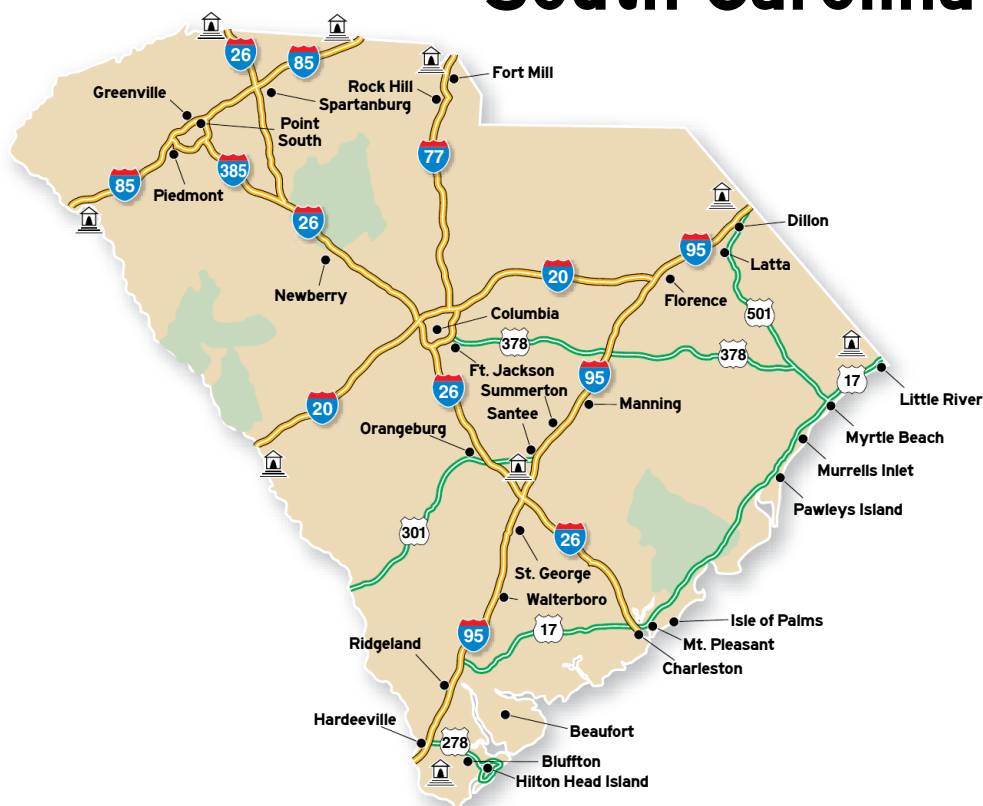 South Carolina
26
85
Fort Mill
Rock Hill
Greenville
Spartanburg
Point
South
77
385
85
Piedmont
26
Dillon
95
Latta
20
Newberry
Florence
501
Columbia
378
378
Ft. Jackson
17
95
26
Summerton
Little River
20
Santee
Manning
Orangeburg
Myrtle Beach
Murrells Inlet
Pawleys Island
301
26
St. George
Walterboro
Isle of Palms
17
95
Mt. Pleasant
Ridgeland
Charleston
Hardeeville
Beaufort
278
Bluffton
Hilton Head Island